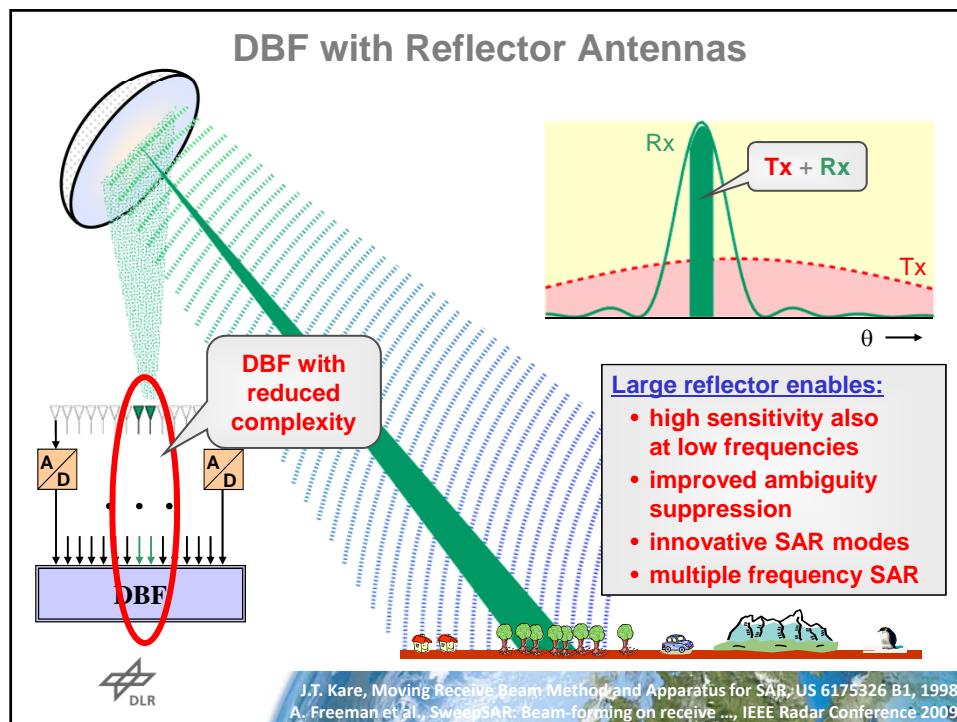 DBF with Reflector Antennas
Rx
Tx + Rx
Tx
θ
DBF with
reduced
complexity
A
D
A
D
DBF
Large reflector enables:
• high sensitivity also
at low frequencies
• improved ambiguity
suppression
• innovative SAR modes
• multiple frequency SAR
DLR
J.T. Kare, Moving Receive Beam Method and Apparatus for SAR, US 6175326 B1, 1998
A. Freeman et al., SweepSAR: Beam-forming on receive ..., IEEE Radar Conference 2009